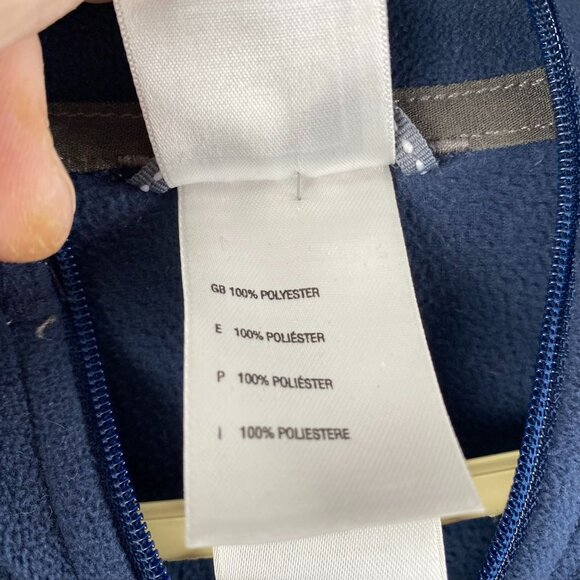 GB 100% POLYESTER
E 100% POLIÉSTER
P 100% POLIÉSTER
I 100% POLIESTERE